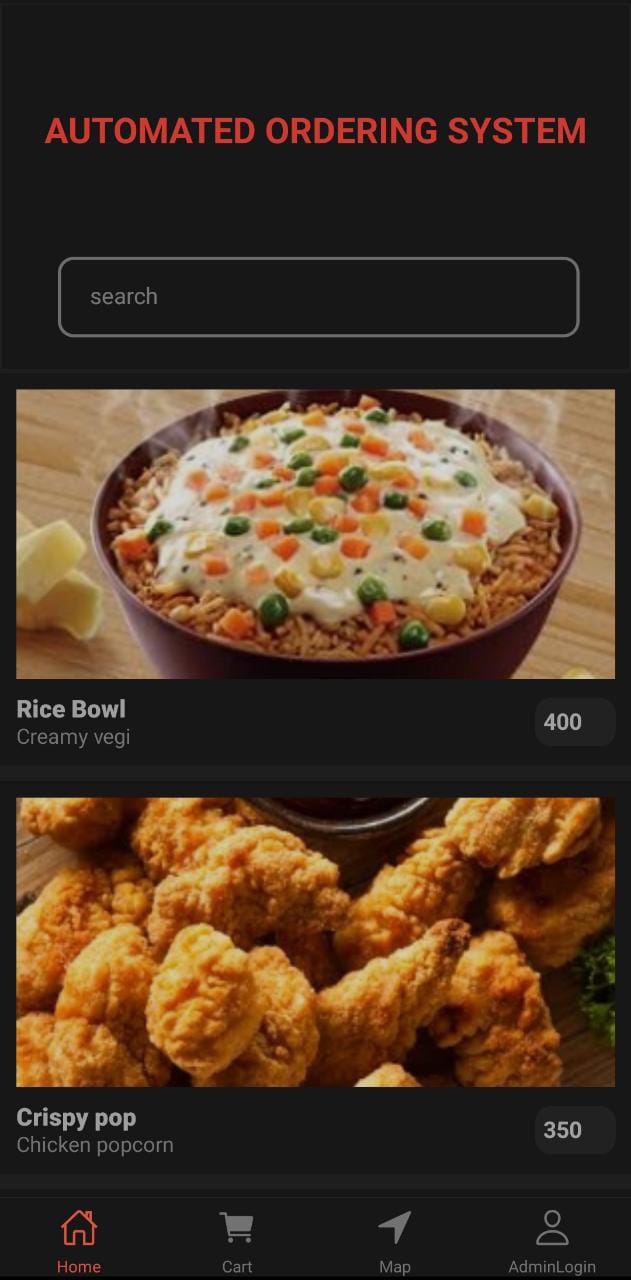 AUTOMATED ORDERING SYSTEM
search
Rice Bowl
Creamy vegi
400
Crispy pop
Chicken popcorn
350
Home
Cart
Map
AdminLogin